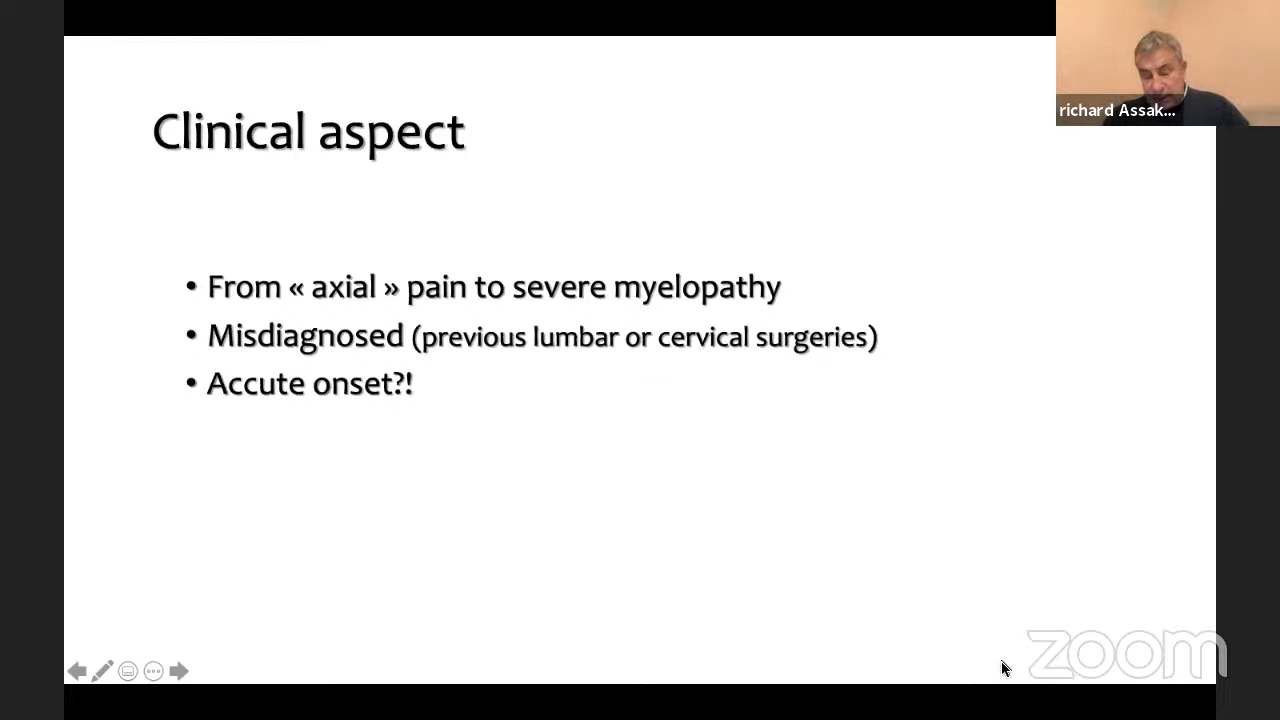 richard Assak...
Clinical aspect
• From « axial » pain to severe myelopathy
• Misdiagnosed (previous lumbar or cervical surgeries)
• Accute onset?!
zoom